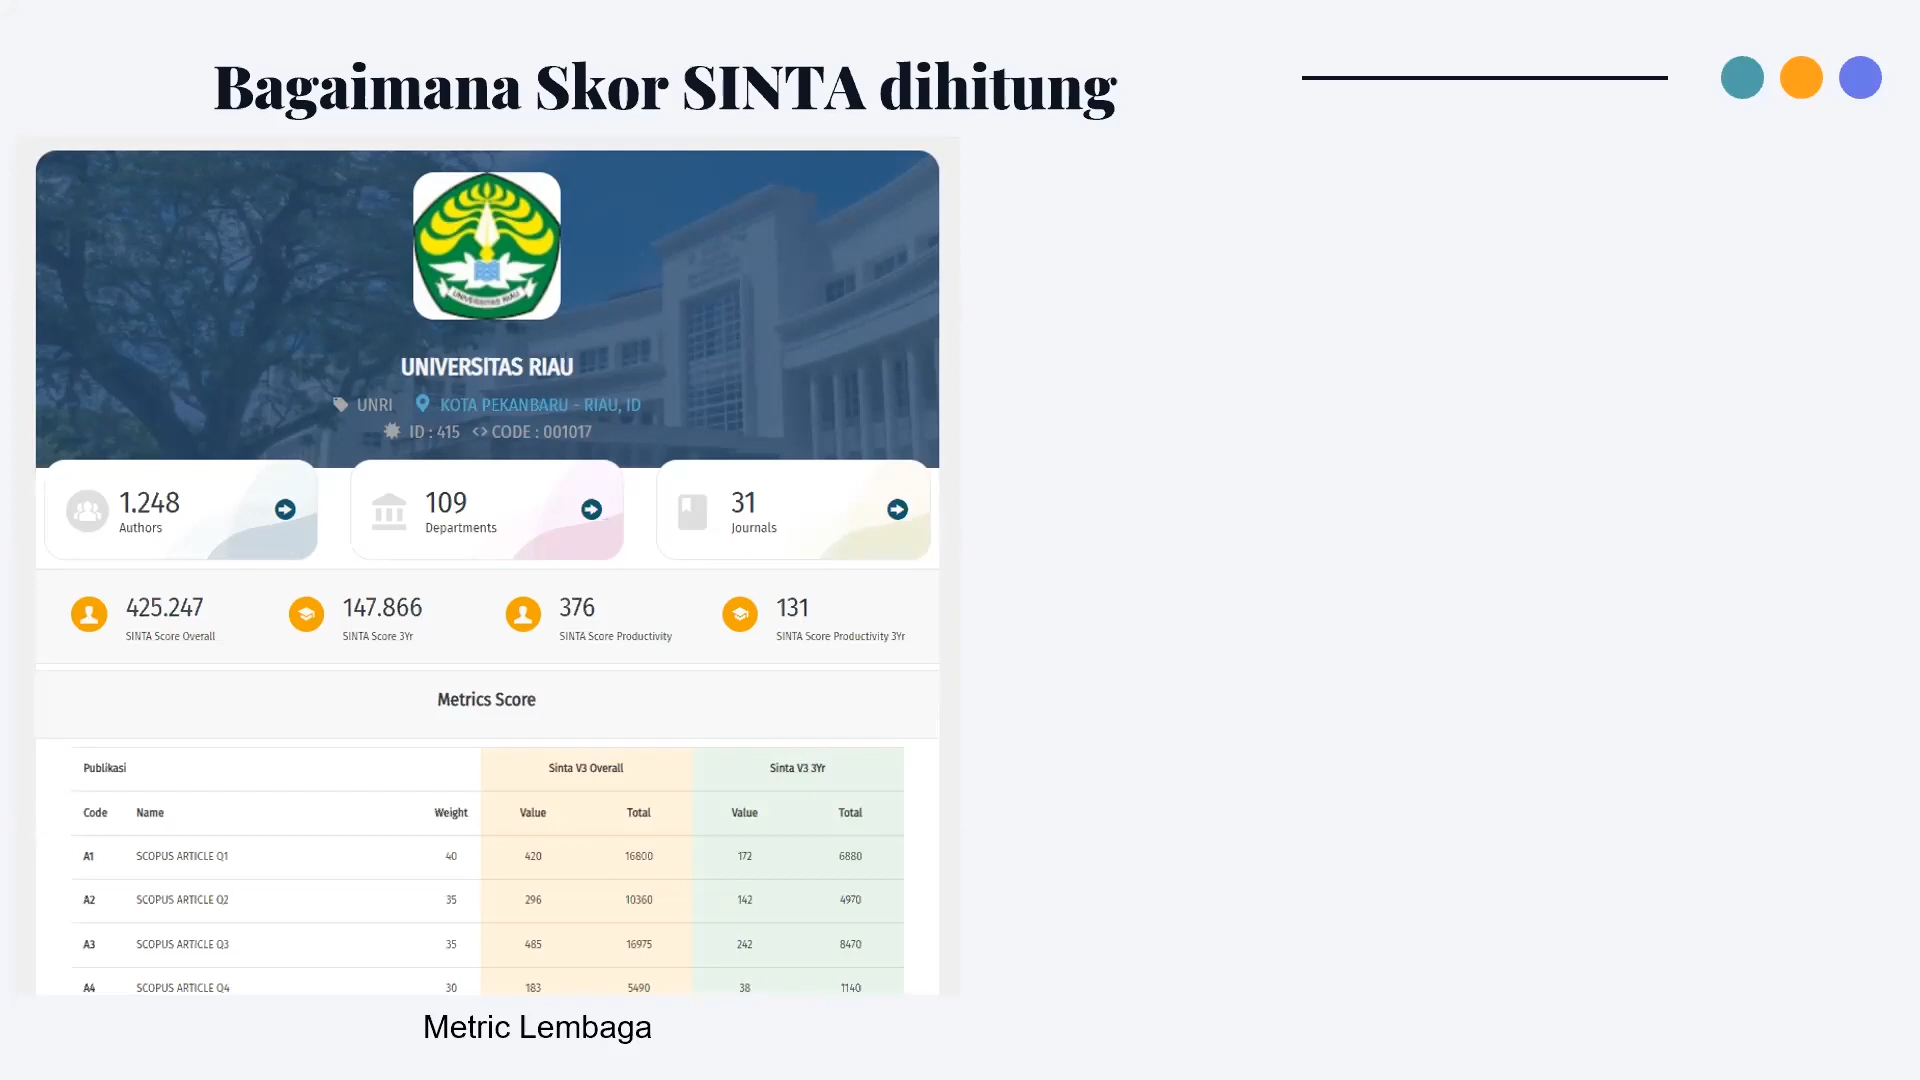 Bagaimana Skor SINTA dihitung
UNIVERSITAS RIAU
UNIVERSITAS RIAU
UNRI KOTA PEKANBARU - RIAU, ID
ID : 415 <> CODE : 001017
1.248
Authors
109
Departments
31
Journals
425.247
SINTA Score Overall
147.866
SINTA Score 3Yr
376
SINTA Score Productivity
131
SINTA Score Productivity 3Yr
Metrics Score
Publikasi Sinta V3 Overall Sinta V3 3Yr
Code Name Weight Value Total Value Total
A1 SCOPUS ARTICLE Q1 40 420 16800 172 6880
A2 SCOPUS ARTICLE Q2 35 296 10360 142 4970
A3 SCOPUS ARTICLE Q3 35 485 16975 242 8470
A4 SCOPUS ARTICLE Q4 30 183 5490 38 1140
Metric Lembaga